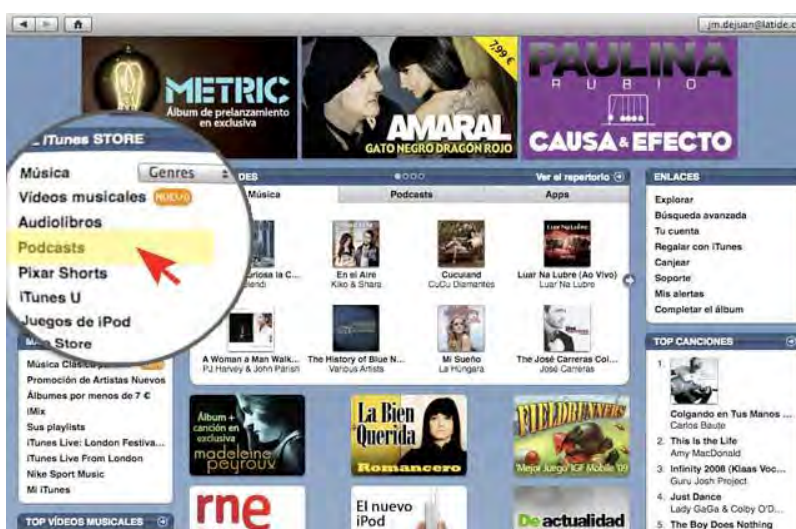 jm.dejuan@latide.c
METRIC
Álbum de prelanzamiento
en exclusiva
7,99 €
AMARAL
GATO NEGRO DRAGÓN ROJO
PAULINA
RUBIO
CAUSA & EFECTO
iTunes STORE
Música
Genres
Vídeos musicales NUEVO
Audiolibros
Podcasts
Pixar Shorts
iTunes U
Juegos de iPod
Store
DES
Ver el repertorio
Música
Podcasts
Apps
En el Aire
Kiko & Shara
Cuculand
CuCu Diamantes
Luar Na Lubre (Ao Vivo)
Luar Na Lubre
A Woman a Man Walk...
PJ Harvey & John Parish
The History of Blue N...
Various Artists
Mi Sueño
La Húngara
The José Carreras Col...
José Carreras
ENLACES
Explorar
Búsqueda avanzada
Tu cuenta
Regalar con iTunes
Canjear
Soporte
Mis alertas
Completar el álbum
Promoción de Artistas Nuevos
Álbumes por menos de 7 €
iMix
Sus playlists
iTunes Live: London Festiva...
iTunes Live From London
Nike Sport Music
Mi iTunes
TOP VÍDEOS MUSICALES
Álbum +
canción en
exclusiva
madeleine
peyroux
La Bien
Querida
Romancero
FIELDRUNNERS
Mejor Juego IGF Mobile '09
rne
El nuevo
iPod
De actualidad
TOP CANCIONES
1.
Colgando en Tus Manos ...
Carlos Baute
2. This Is the Life
Amy MacDonald
3. Infinity 2008 (Klaas Voc...
Guru Josh Project
4. Just Dance
Lady GaGa & Colby O'D...
5. The Boy Does Nothing